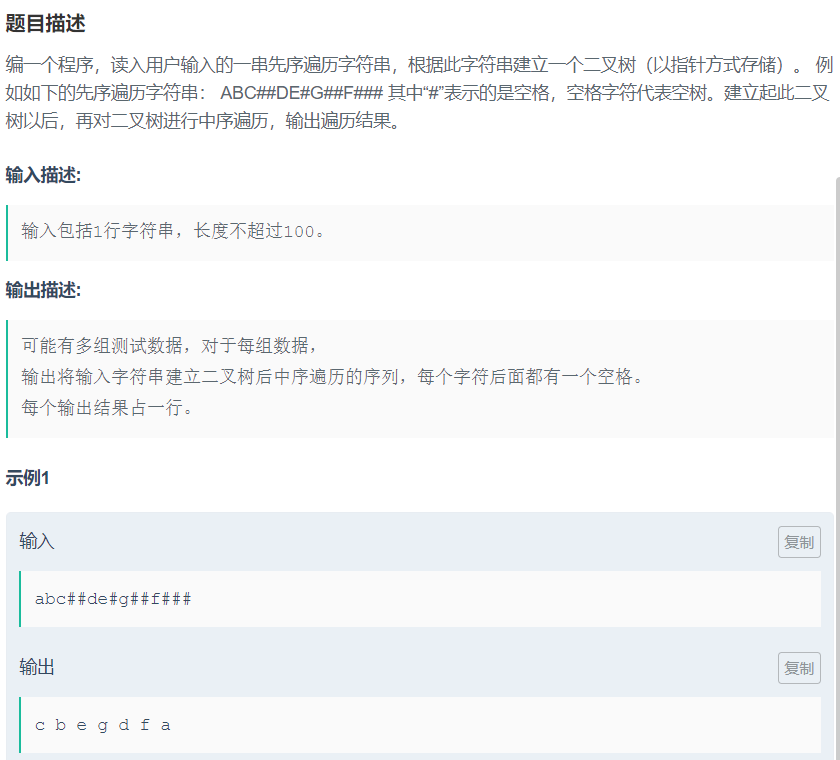 题目描述
编一个程序，读入用户输入的一串先序遍历字符串，根据此字符串建立一个二叉树（以指针方式存储）。 例
如如下的先序遍历字符串： ABC##DE#G##F### 其中“#”表示的是空格，空格字符代表空树。建立起此二叉
树以后，再对二叉树进行中序遍历，输出遍历结果。
输入描述:
输入包括1行字符串，长度不超过100。
输出描述:
可能有多组测试数据，对于每组数据，
输出将输入字符串建立二叉树后中序遍历的序列，每个字符后面都有一个空格。
每个输出结果占一行。
示例1
输入
复制
abc##de#g##f###
输出
复制
c b e g d f a